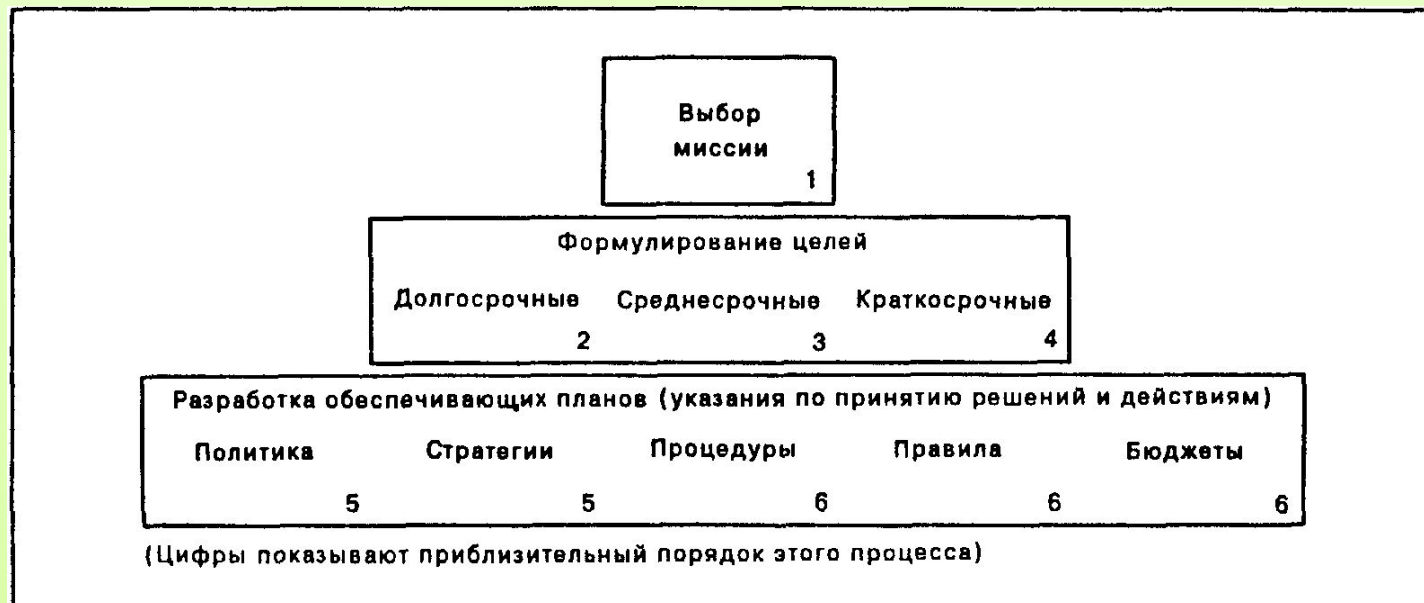 Выбор
миссии
1
Формулирование целей
Долгосрочные Среднесрочные Краткосрочные
2 3 4
Разработка обеспечивающих планов (указания по принятию решений и действиям)
Политика Стратегии Процедуры Правила Бюджеты
5 5 6 6 6
(Цифры показывают приблизительный порядок этого процесса)